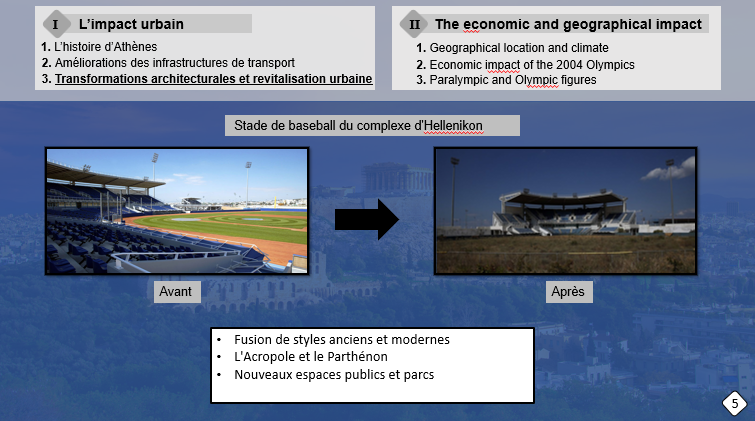 I L'impact urbain
1. L'histoire d'Athènes
2. Améliorations des infrastructures de transport
3. Transformations architecturales et revitalisation urbaine
II The economic and geographical impact
1. Geographical location and climate
2. Economic impact of the 2004 Olympics
3. Paralympic and Olympic figures
Stade de baseball du complexe d'Hellenikon
Avant
Après
• Fusion de styles anciens et modernes
• L'Acropole et le Parthénon
• Nouveaux espaces publics et parcs
5